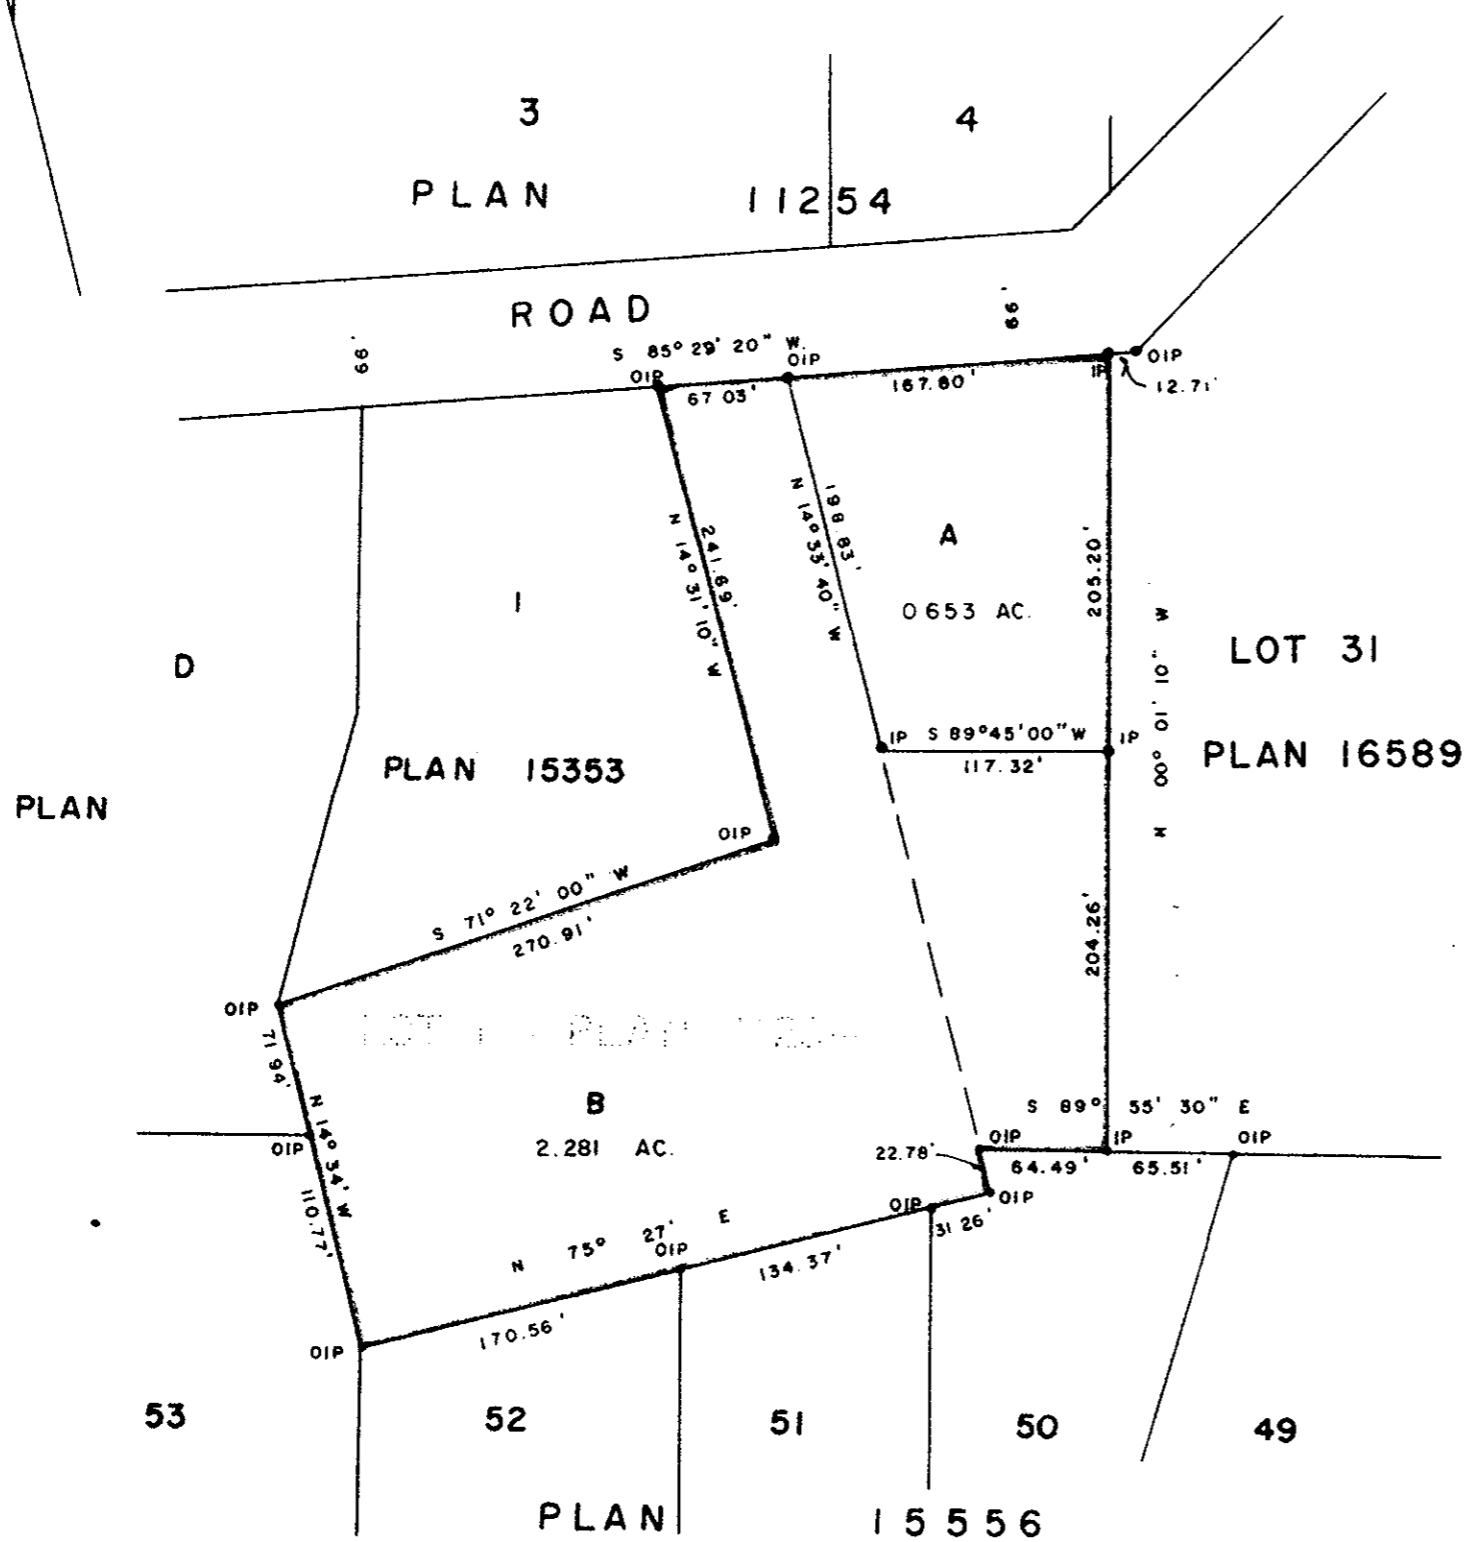 3
4
PLAN 11254
ROAD
66'
66'
S 85° 29' 20" W.
OIP
OIP
67 03'
167.80'
IP
OIP
12.71'
N 14° 31' 10" W
241.69'
198 83'
N 14° 33' 40" W
A
0 653 AC.
205.20'
N 00° 01' 10" W
LOT 31
PLAN 16589
1
D
PLAN 15353
PLAN
IP
S 89° 45' 00" W
IP
117.32'
OIP
S 71° 22' 00" W
270.91'
204.26'
OIP
71 94'
N 14° 34' W
OIP
110.77'
B
2.281 AC.
S 89° 55' 30" E
OIP
IP
OIP
22.78'
64.49'
65.51'
OIP
OIP
31 26'
N 75° 27' E
OIP
134.37'
170.56'
OIP
53
52
51
50
49
PLAN 15556